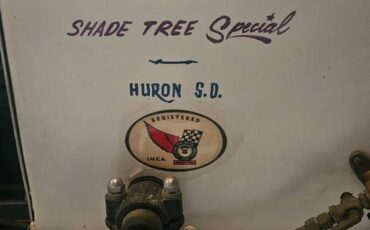 SHADE TREE Special
HURON S.D.
REGISTERED
I.M.C.A.